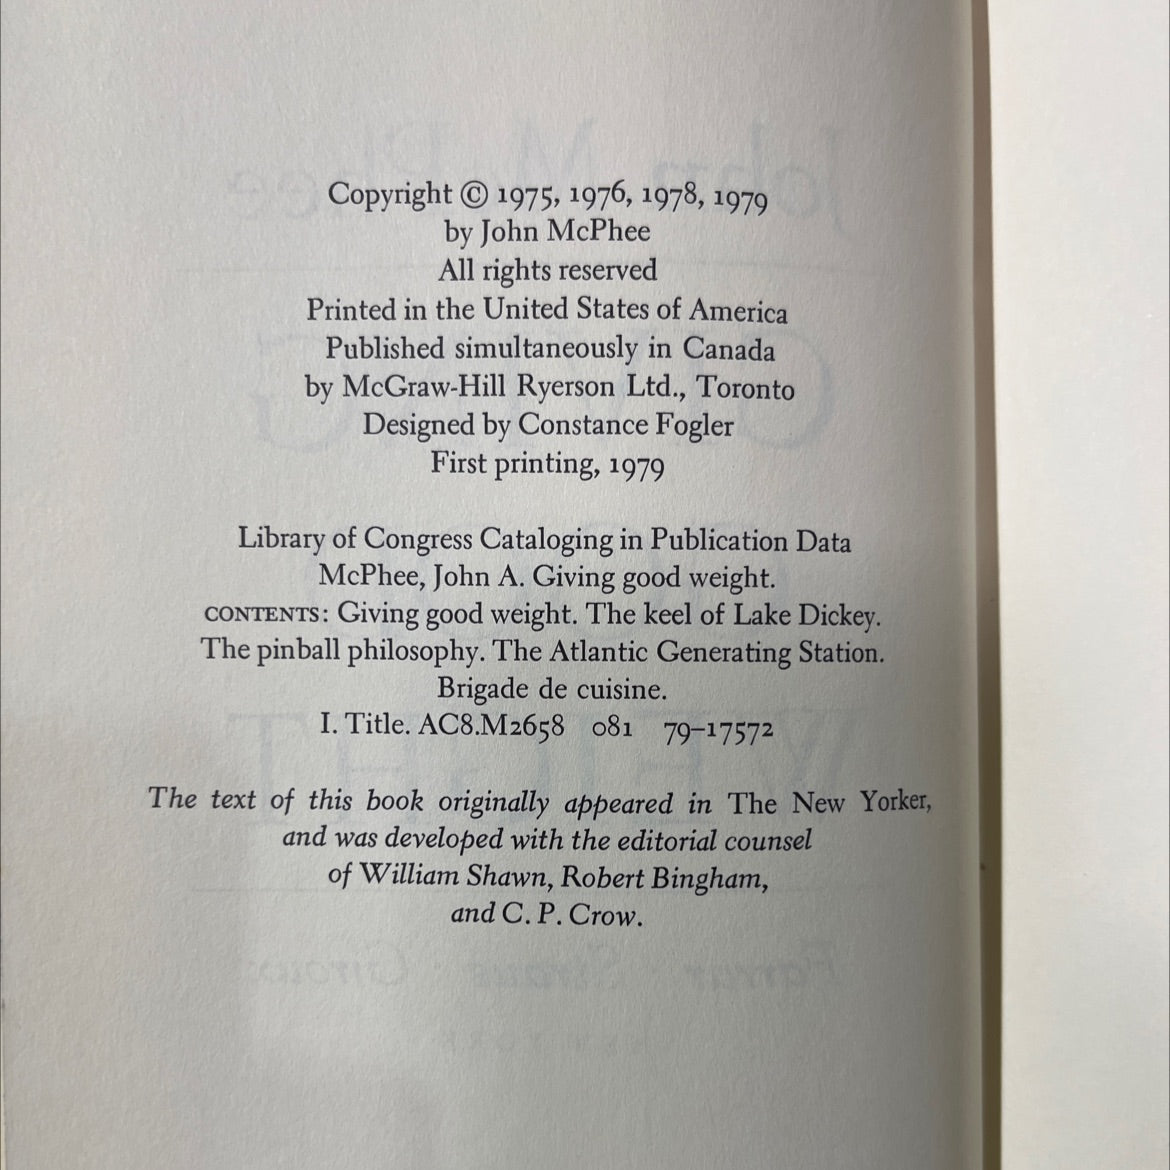 Copyright © 1975, 1976, 1978, 1979
by John McPhee
All rights reserved
Printed in the United States of America
Published simultaneously in Canada
by McGraw-Hill Ryerson Ltd., Toronto
Designed by Constance Fogler
First printing, 1979
Library of Congress Cataloging in Publication Data
McPhee, John A. Giving good weight.
CONTENTS: Giving good weight. The keel of Lake Dickey.
The pinball philosophy. The Atlantic Generating Station.
Brigade de cuisine.
I. Title. AC8.M2658 081 79–17572
The text of this book originally appeared in The New Yorker,
and was developed with the editorial counsel
of William Shawn, Robert Bingham,
and C. P. Crow.